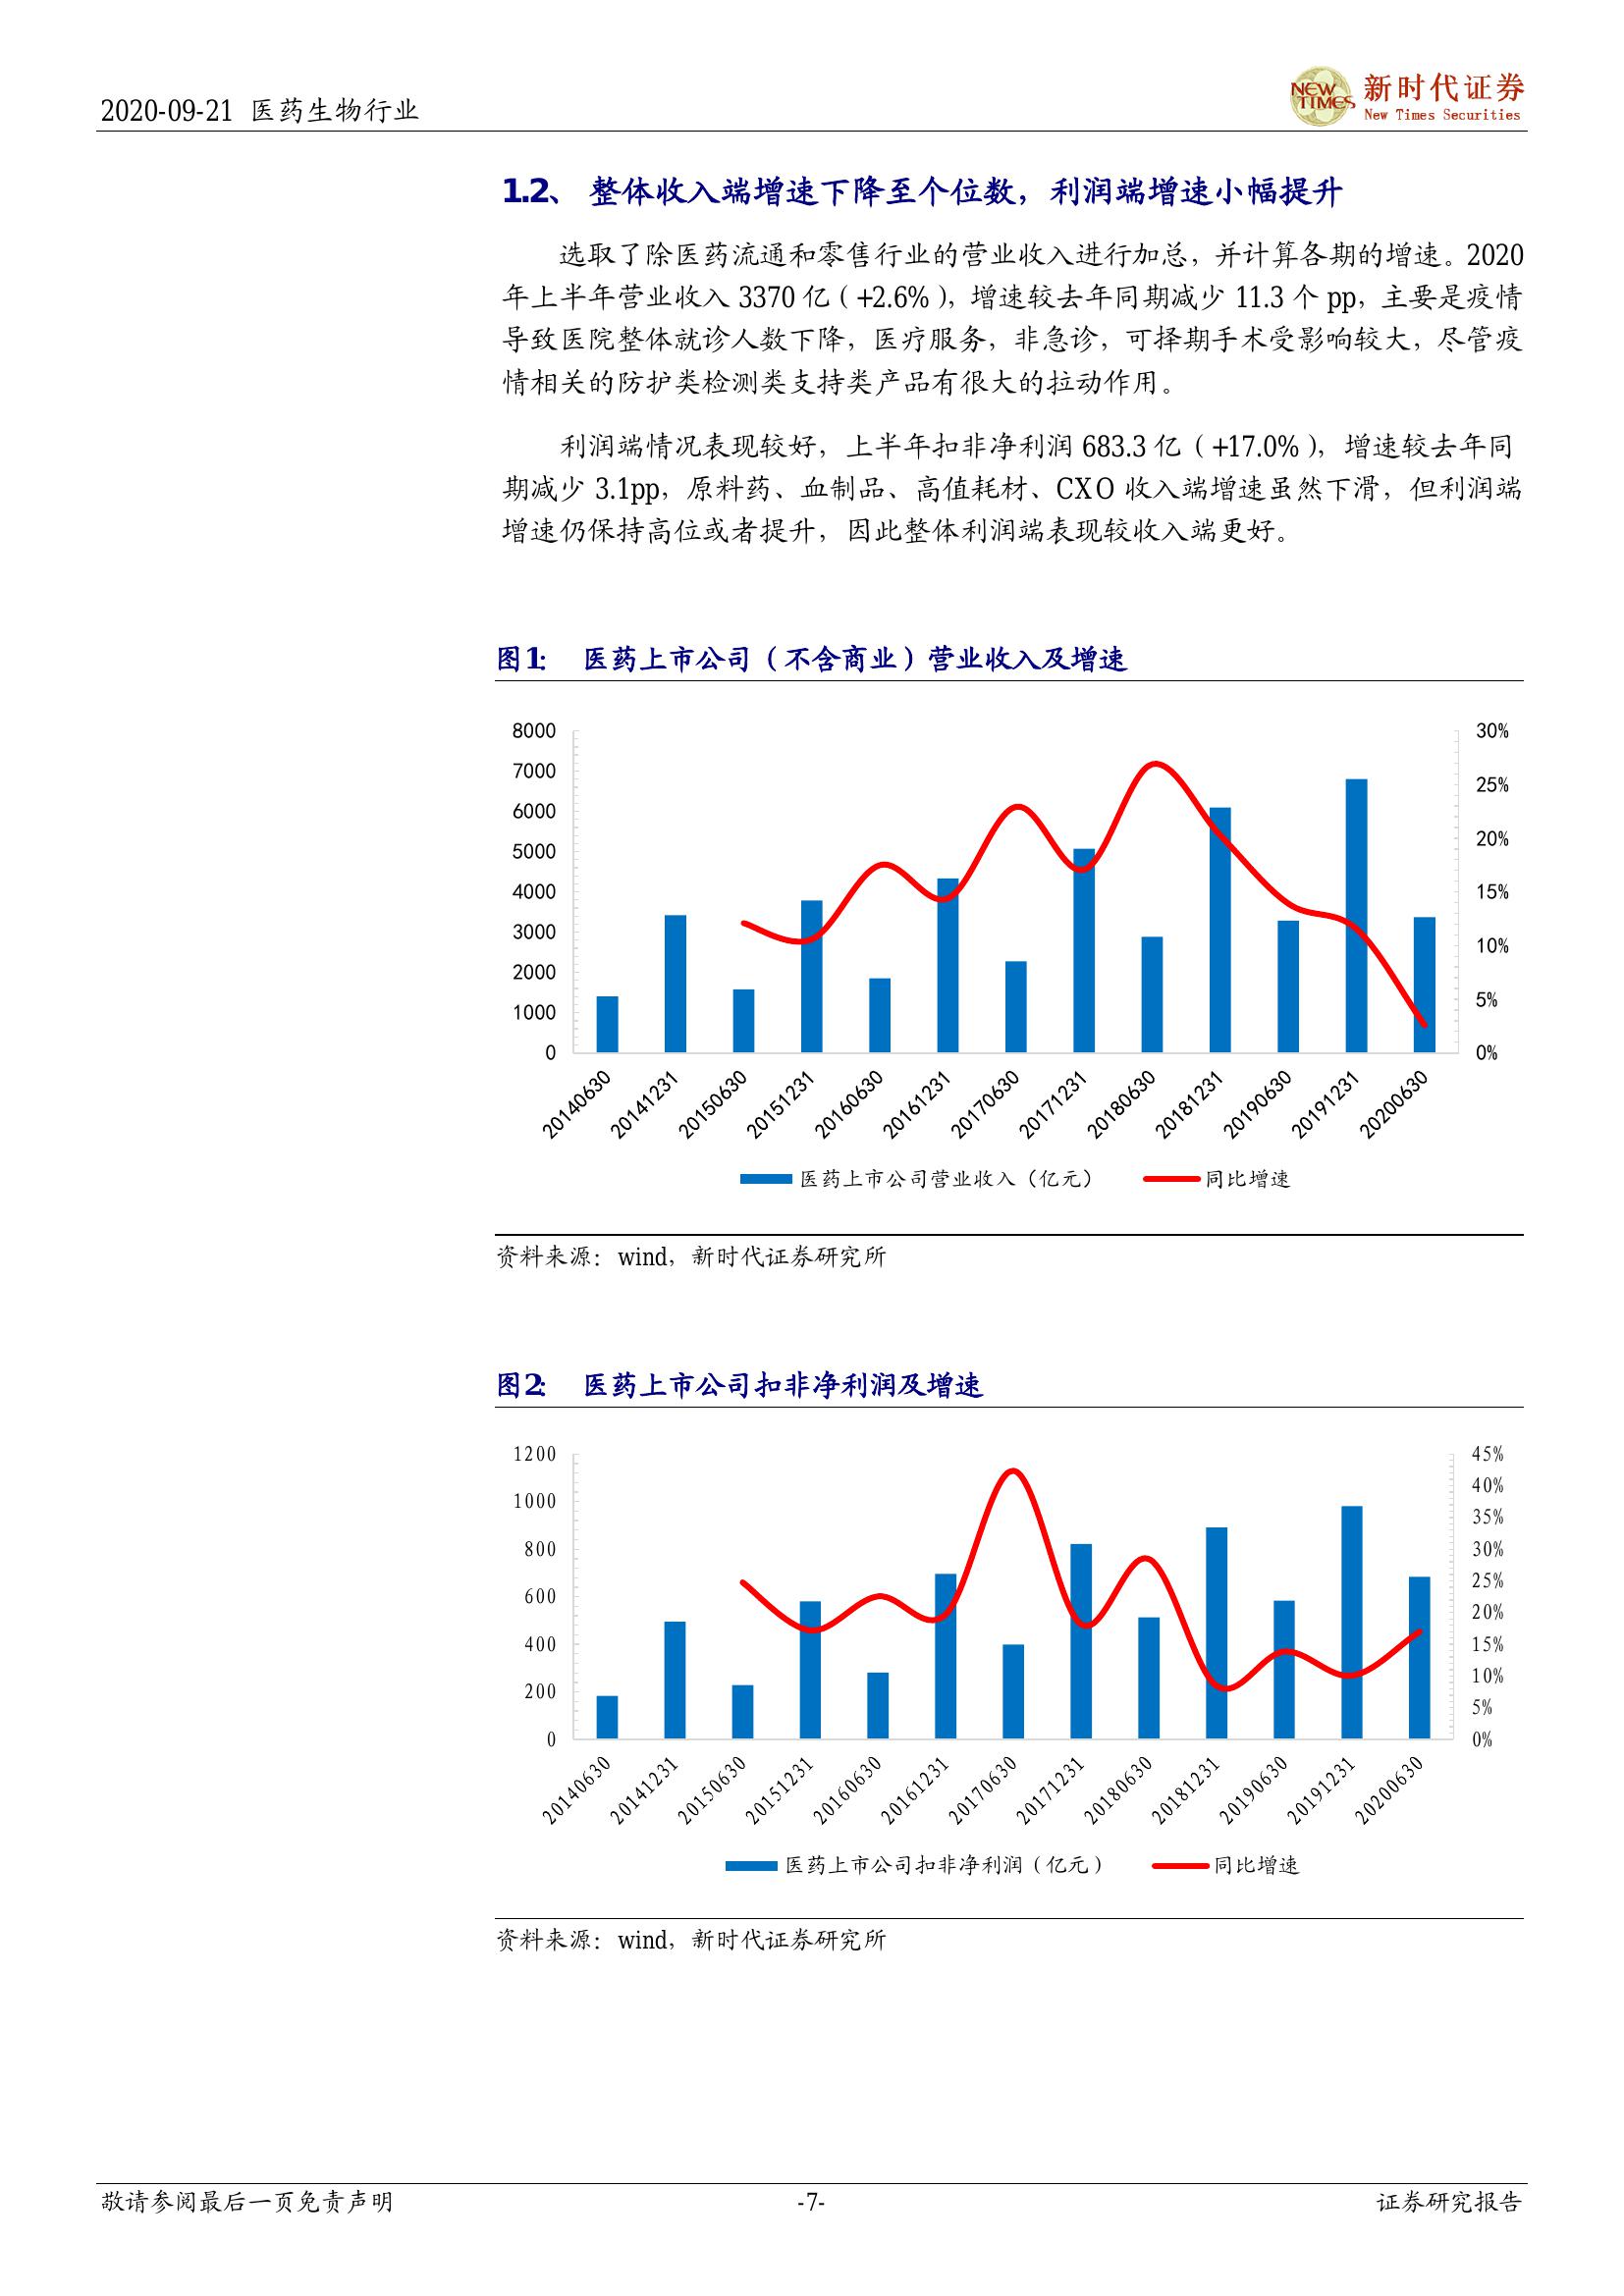 2020-09-21 医药生物行业
NEW
TIMES
新时代证券
New Times Securities
1.2、 整体收入端增速下降至个位数，利润端增速小幅提升
选取了除医药流通和零售行业的营业收入进行加总，并计算各期的增速。2020
年上半年营业收入 3370 亿（+2.6%），增速较去年同期减少 11.3 个 pp，主要是疫情
导致医院整体就诊人数下降，医疗服务，非急诊，可择期手术受影响较大，尽管疫
情相关的防护类检测类支持类产品有很大的拉动作用。
利润端情况表现较好，上半年扣非净利润 683.3 亿（+17.0%），增速较去年同
期减少 3.1pp，原料药、血制品、高值耗材、CXO 收入端增速虽然下滑，但利润端
增速仍保持高位或者提升，因此整体利润端表现较收入端更好。
图1： 医药上市公司（不含商业）营业收入及增速
8000
7000
6000
5000
4000
3000
2000
1000
0
30%
25%
20%
15%
10%
5%
0%
20140630
20141231
20150630
20151231
20160630
20161231
20170630
20171231
20180630
20181231
20190630
20191231
20200630
医药上市公司营业收入（亿元） 同比增速
资料来源：wind，新时代证券研究所
图2： 医药上市公司扣非净利润及增速
1200
1000
800
600
400
200
0
45%
40%
35%
30%
25%
20%
15%
10%
5%
0%
20140630
20141231
20150630
20151231
20160630
20161231
20170630
20171231
20180630
20181231
20190630
20191231
20200630
医药上市公司扣非净利润（亿元） 同比增速
资料来源：wind，新时代证券研究所
敬请参阅最后一页免责声明 -7- 证券研究报告